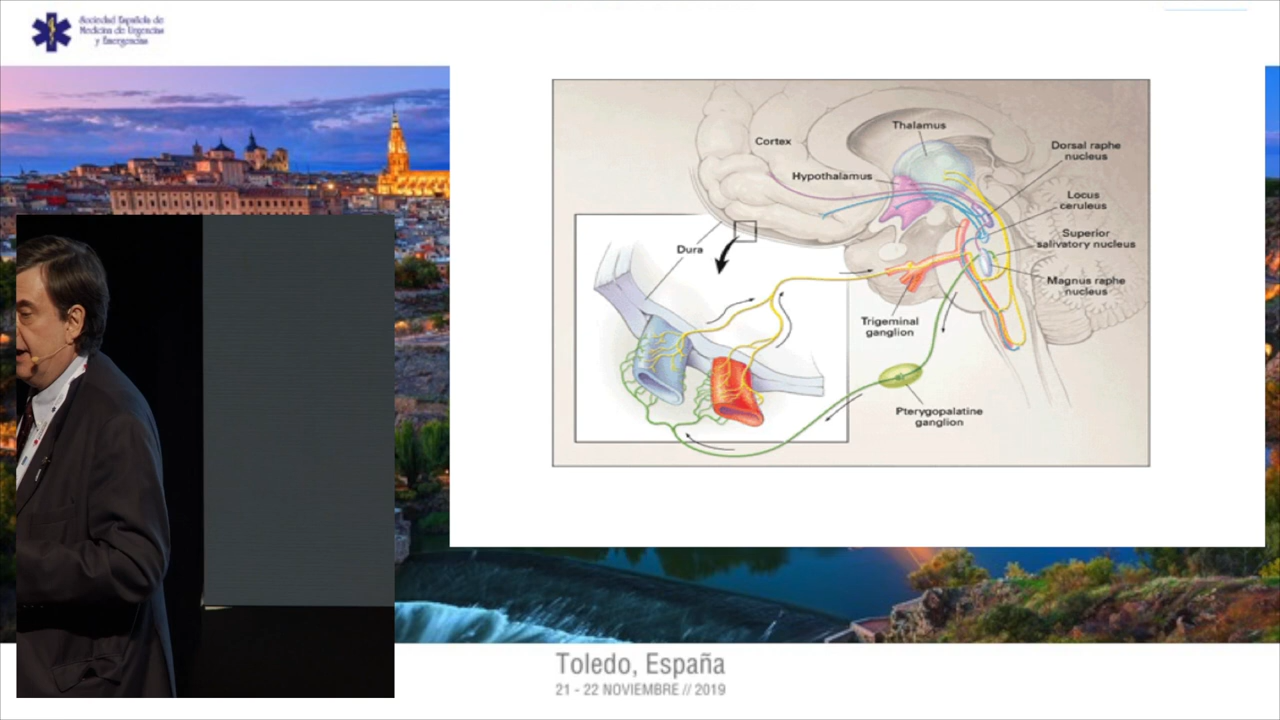 Sociedad Española de
Medicina de Urgencias
y Emergencias
Thalamus
Cortex
Dorsal raphe
nucleus
Hypothalamus
Locus
ceruleus
Superior
salivatory nucleus
Dura
Magnus raphe
nucleus
Trigeminal
ganglion
Pterygopalatine
ganglion
Toledo, España
21 - 22 NOVIEMBRE // 2019